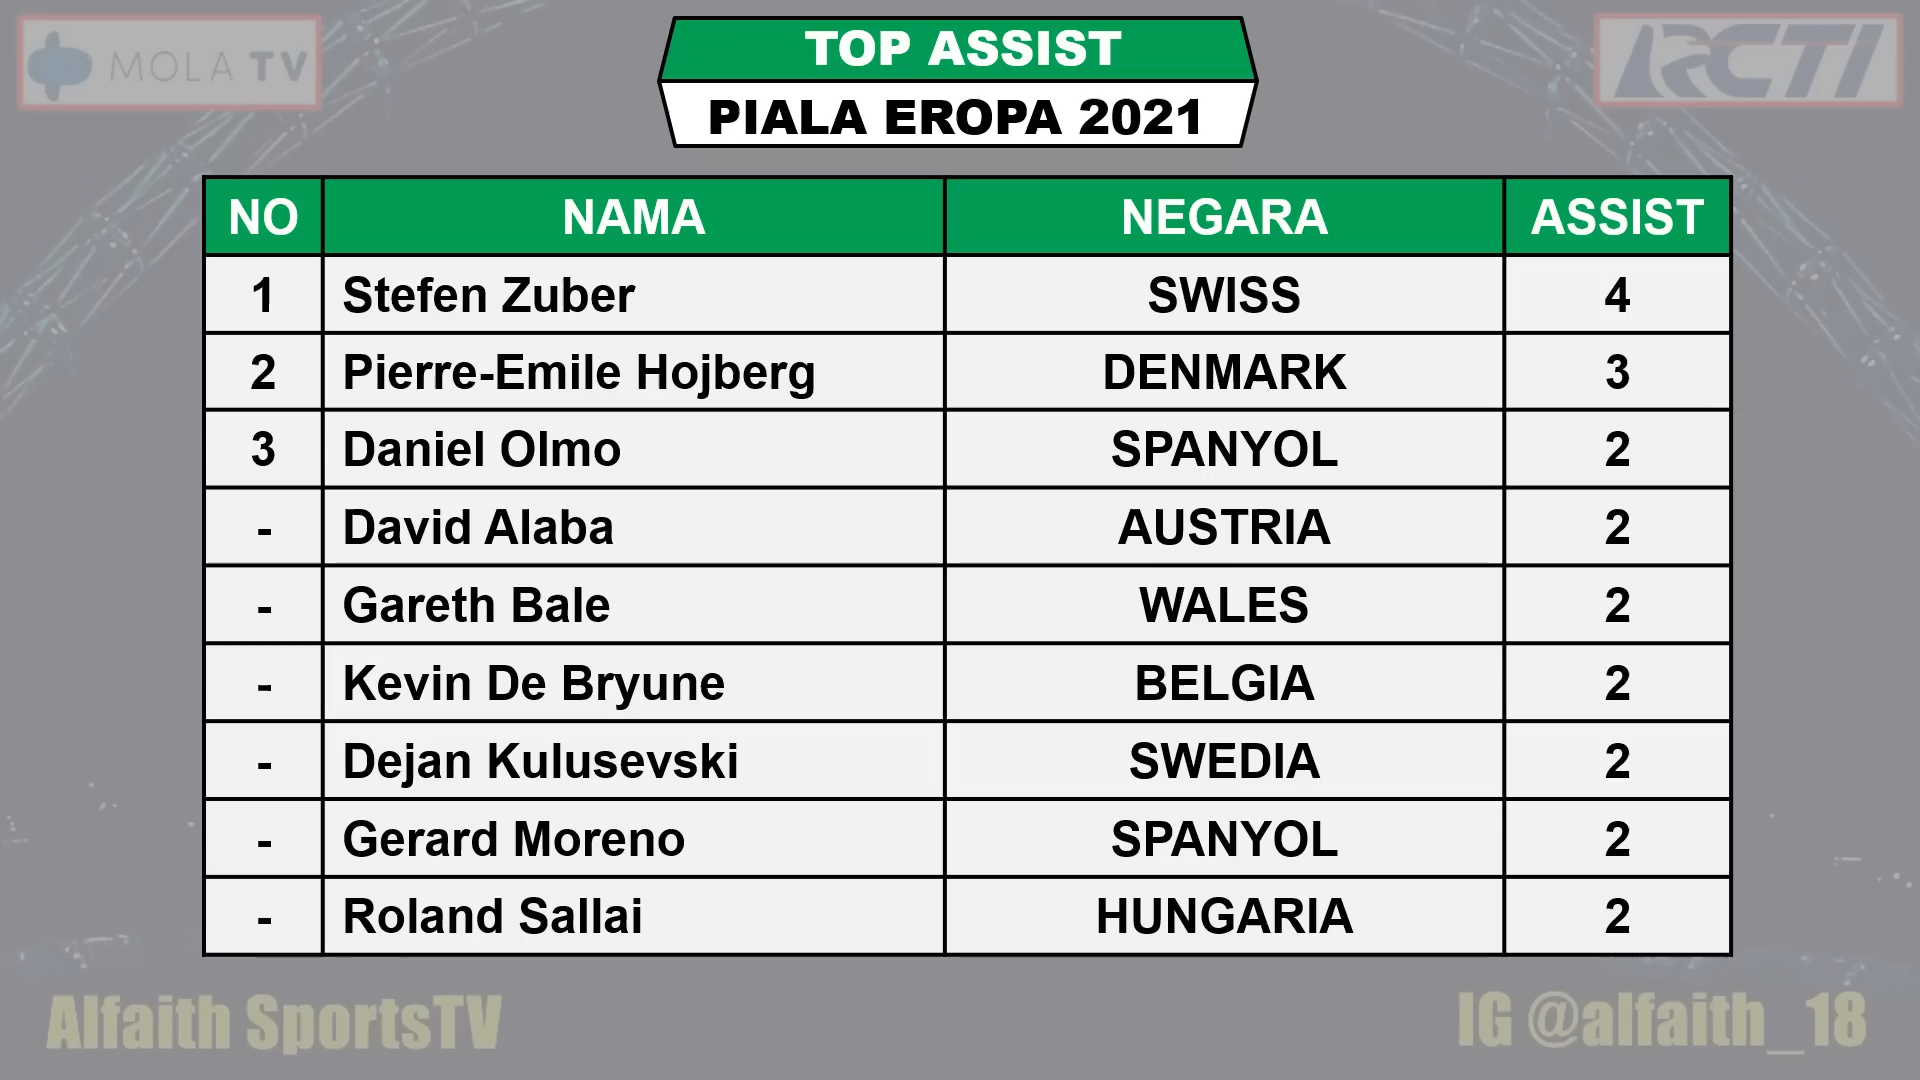 MOLA TV
RCTI
TOP ASSIST
PIALA EROPA 2021
NO NAMA NEGARA ASSIST
1 Stefen Zuber SWISS 4
2 Pierre-Emile Hojberg DENMARK 3
3 Daniel Olmo SPANYOL 2
- David Alaba AUSTRIA 2
- Gareth Bale WALES 2
- Kevin De Bryune BELGIA 2
- Dejan Kulusevski SWEDIA 2
- Gerard Moreno SPANYOL 2
- Roland Sallai HUNGARIA 2
Alfaith SportsTV
IG @alfaith_18